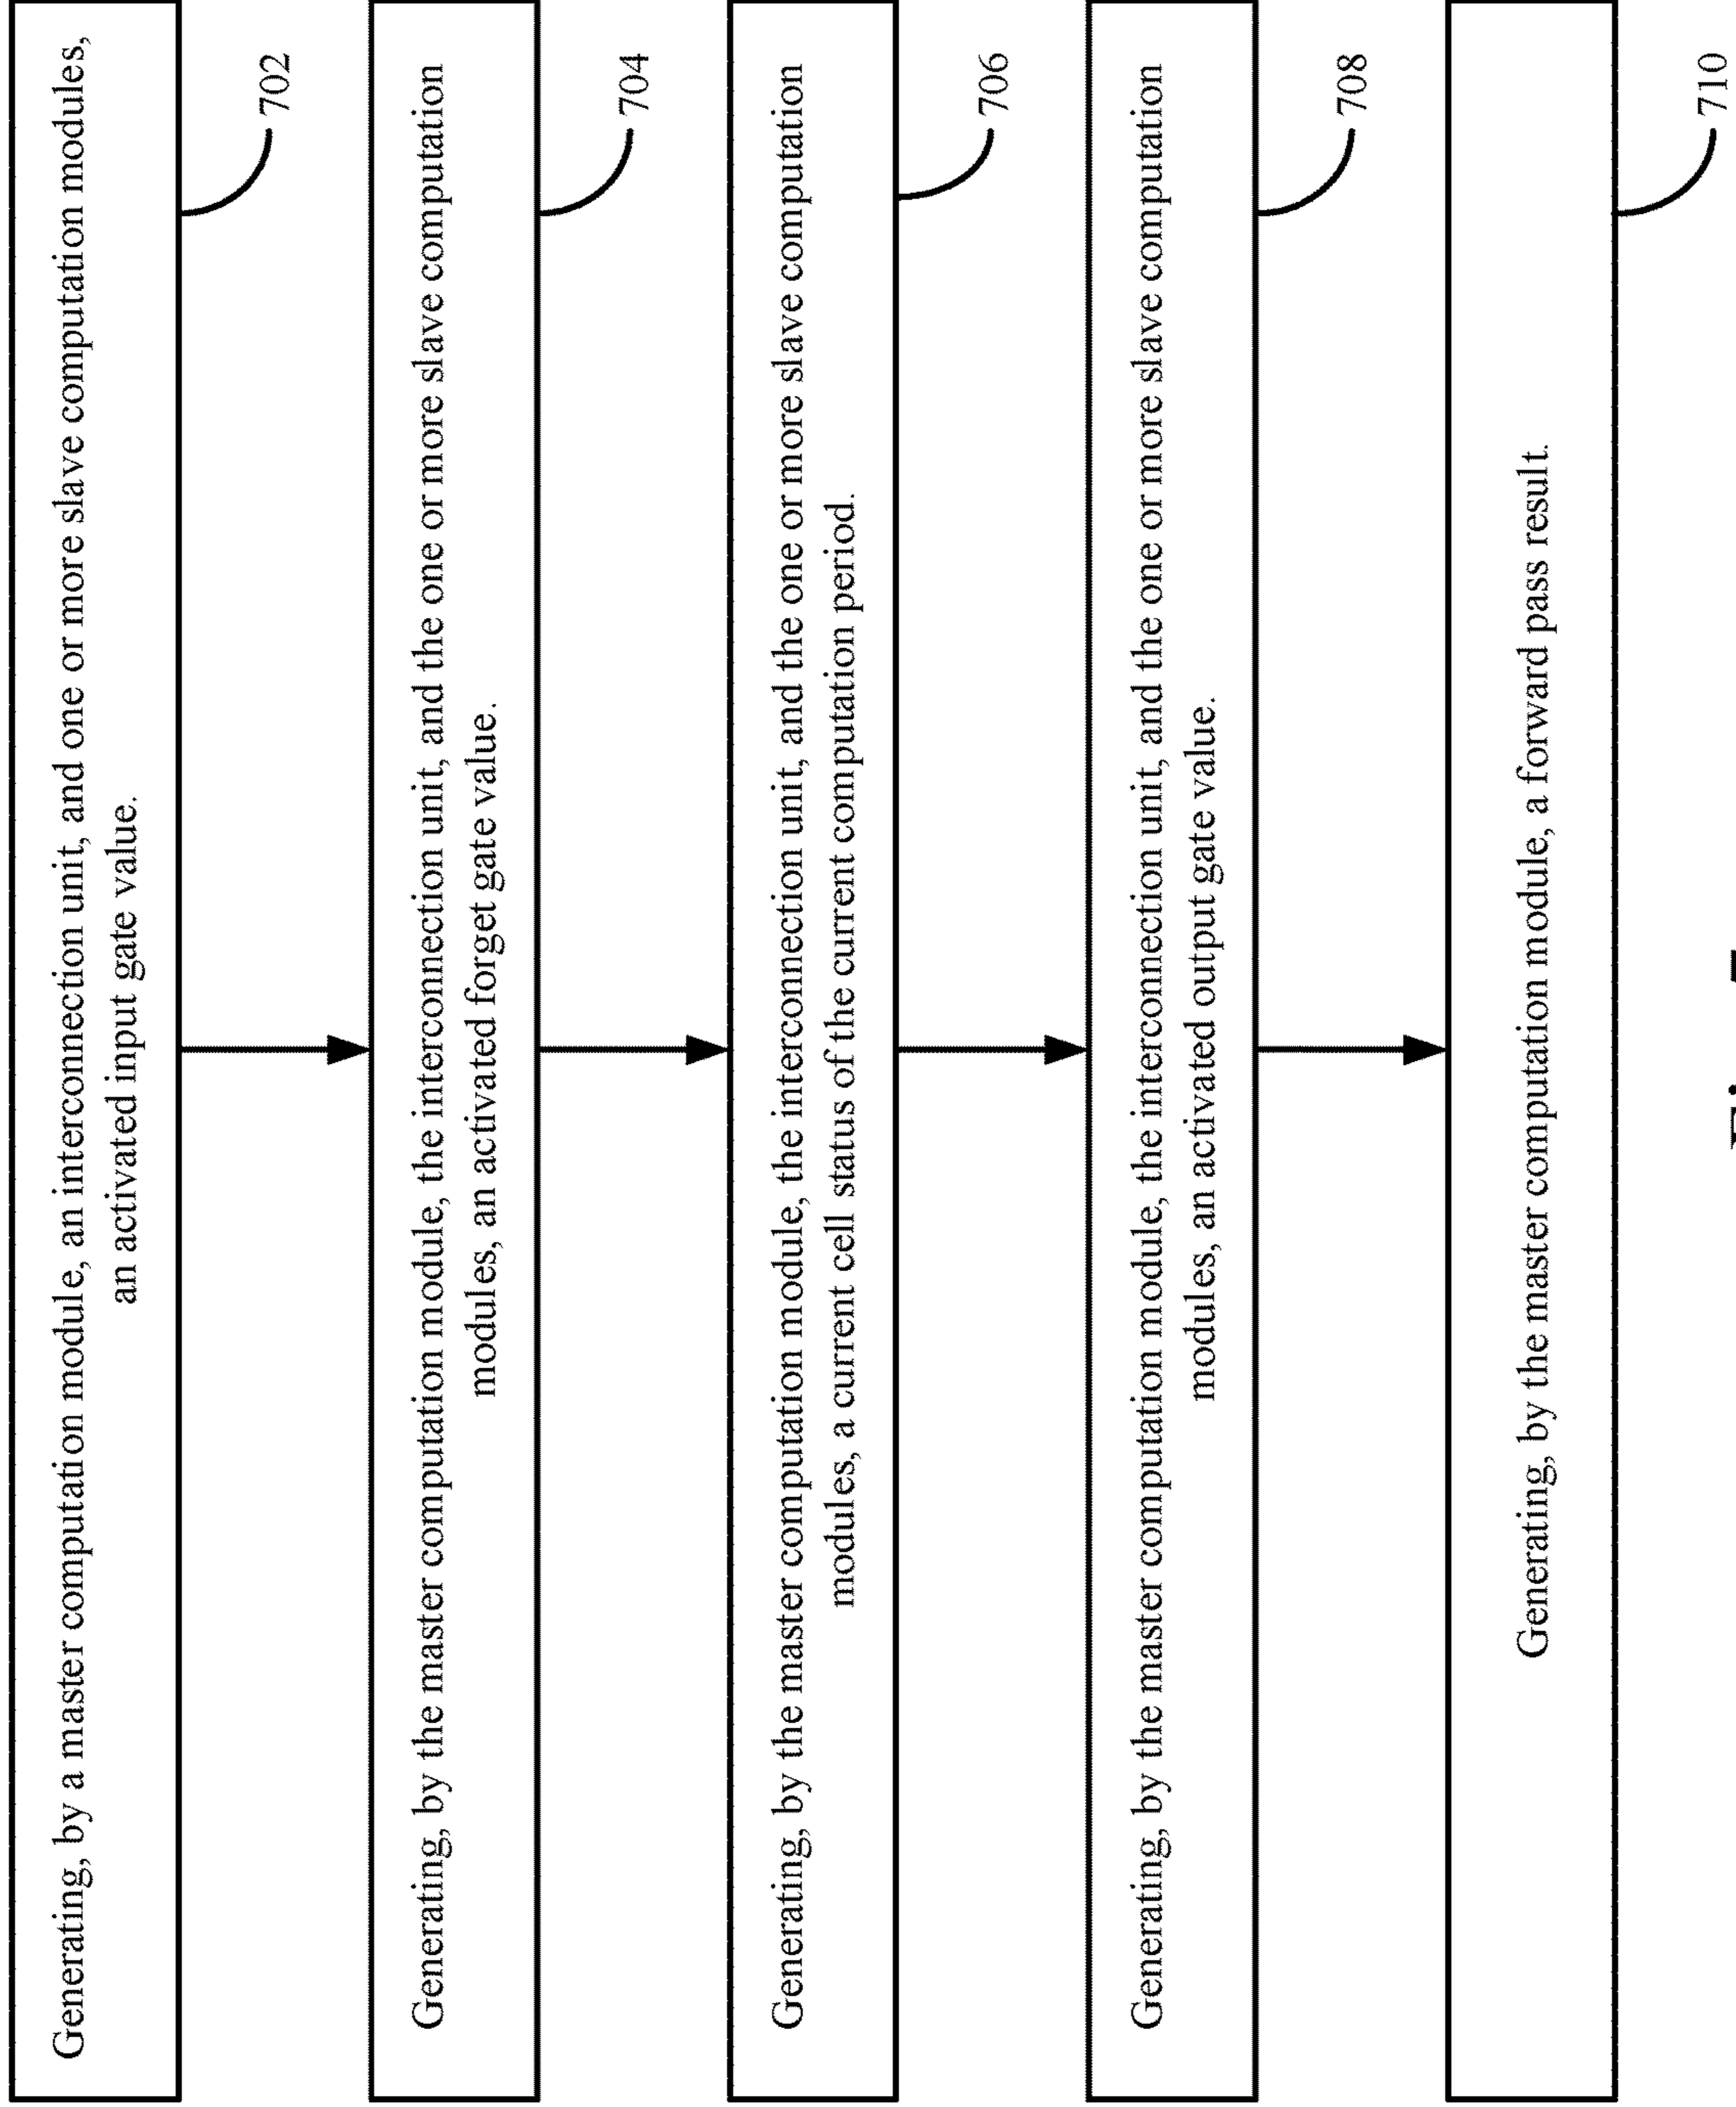 Generating, by a master computation module, an interconnection unit, and one or more slave computation modules,
an activated input gate value.
702
Generating, by the master computation module, the interconnection unit, and the one or more slave computation
modules, an activated forget gate value.
704
Generating, by the master computation module, the interconnection unit, and the one or more slave computation
modules, a current cell status of the current computation period.
706
Generating, by the master computation module, the interconnection unit, and the one or more slave computation
modules, an activated output gate value.
708
Generating, by the master computation module, a forward pass result.
710